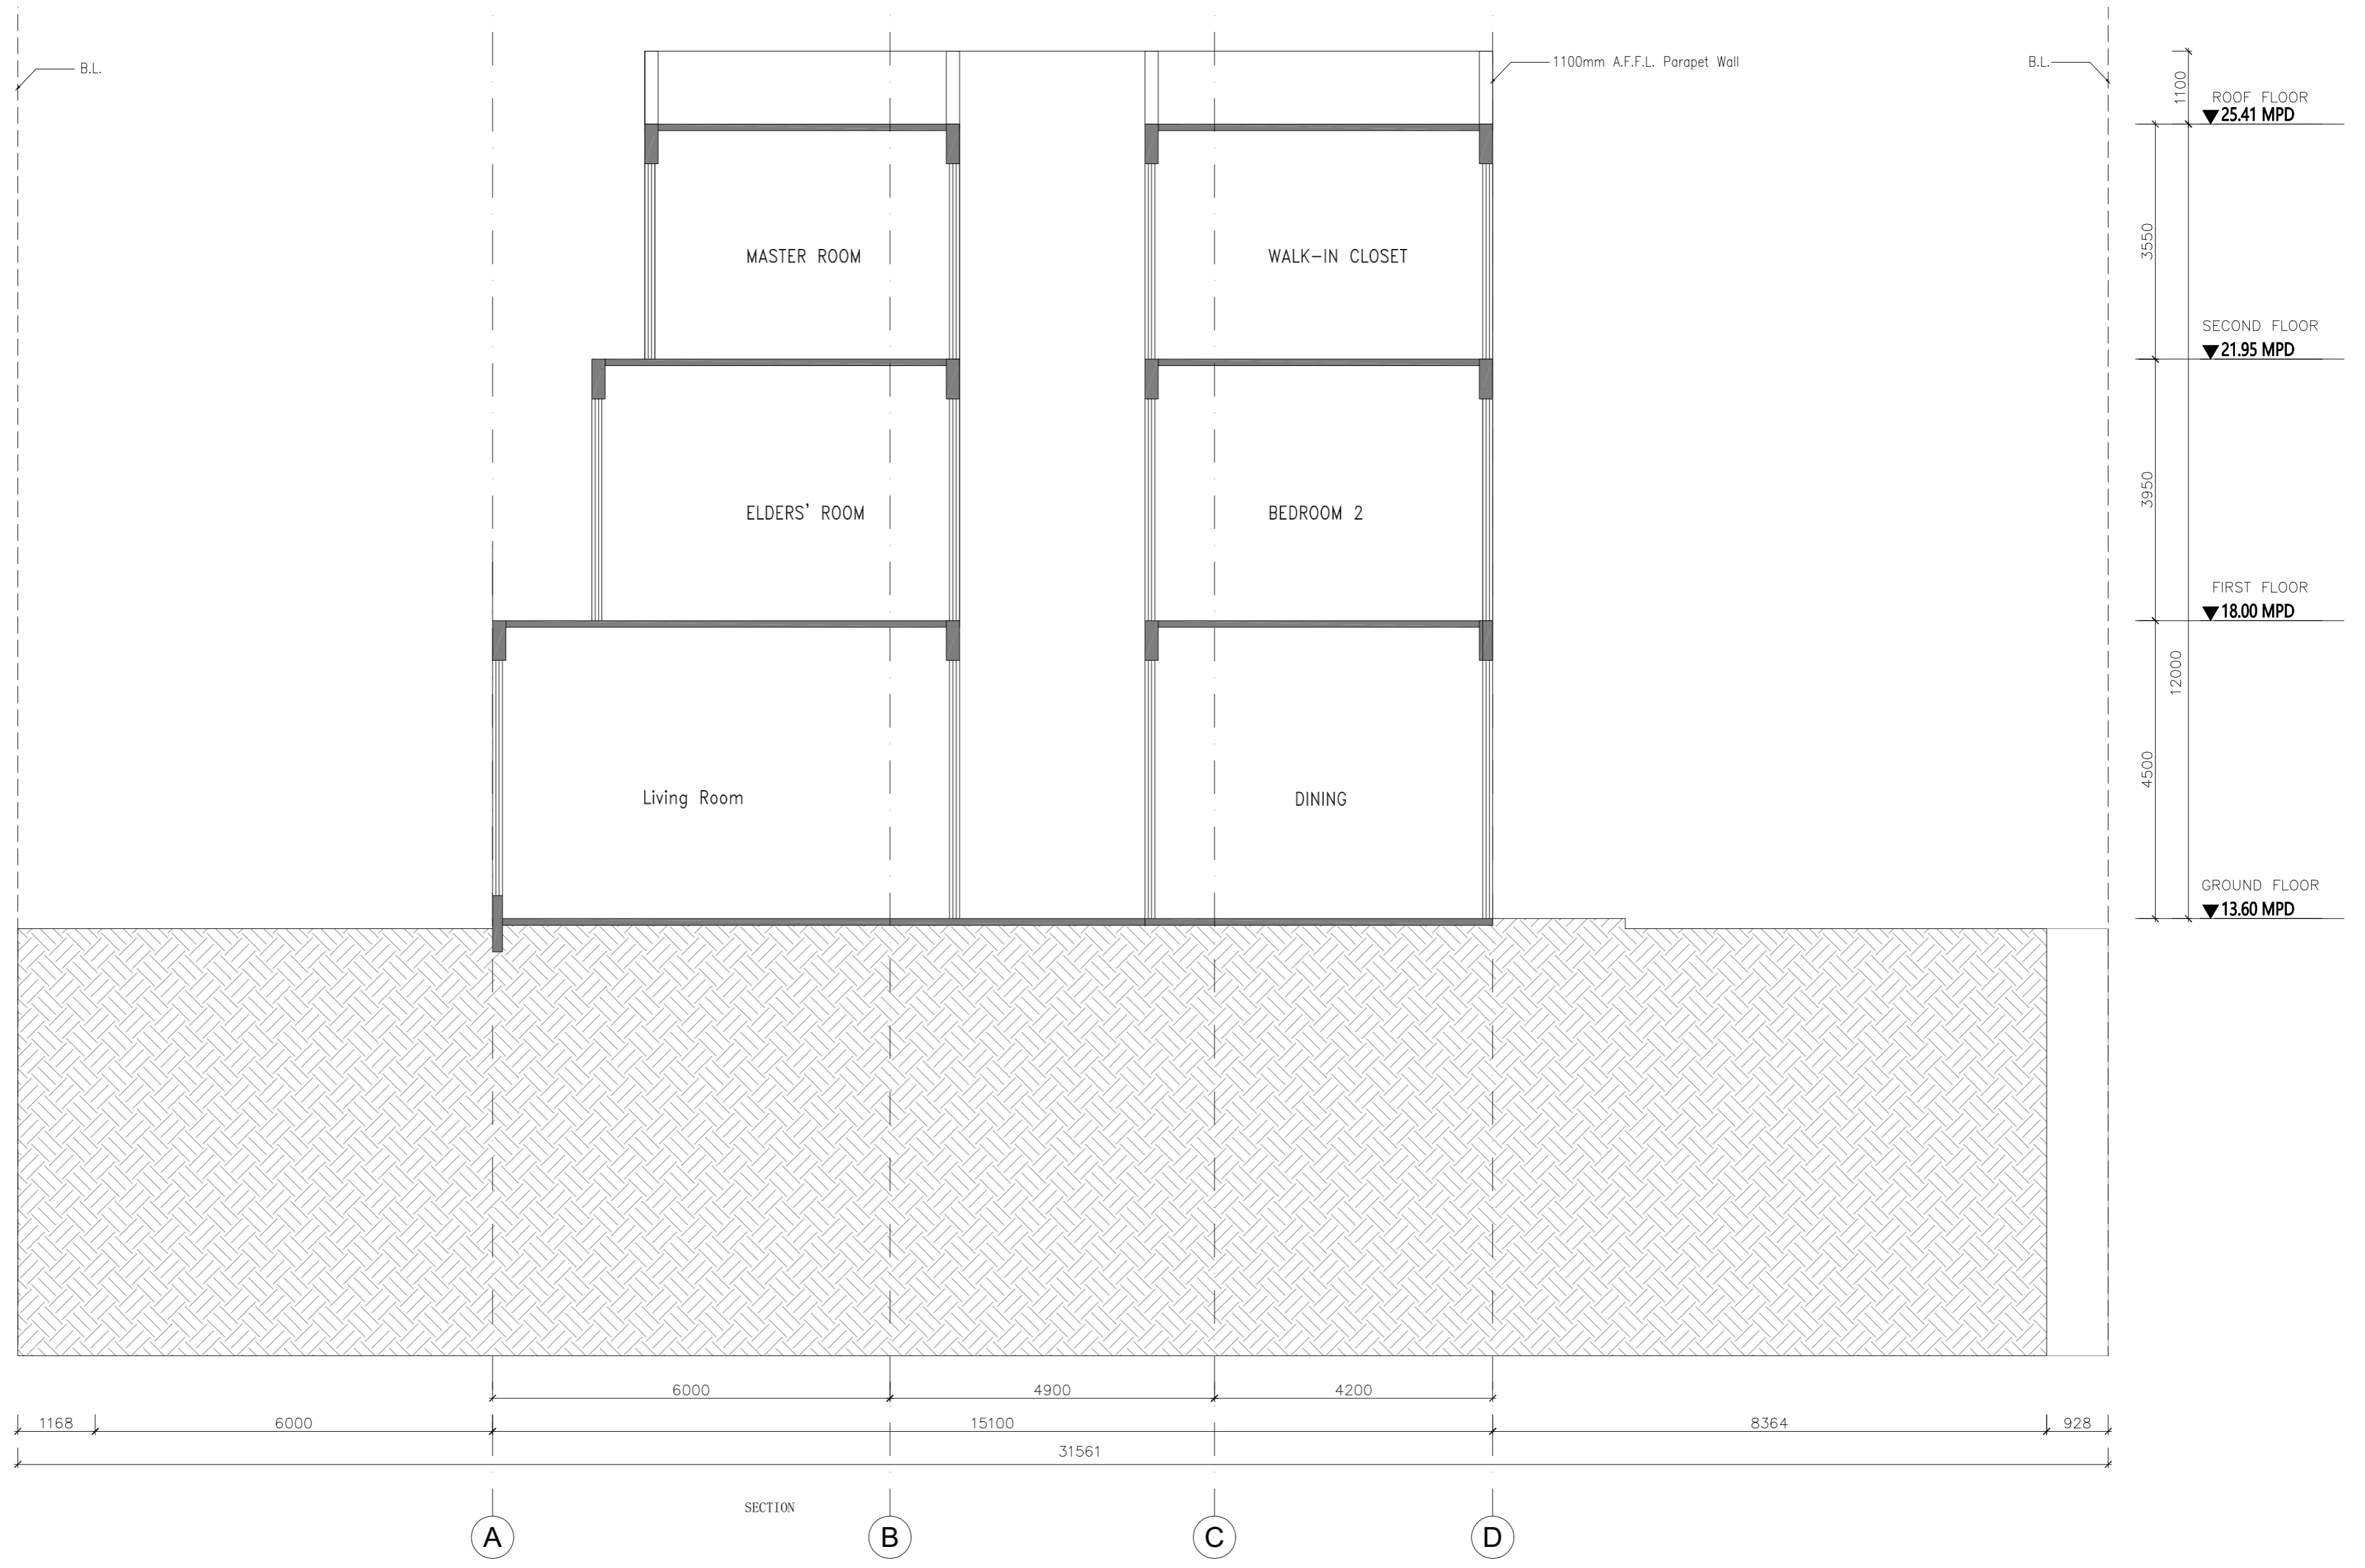 B.L.
1100mm A.F.F.L. Parapet Wall
B.L.
1100
ROOF FLOOR
25.41 MPD
MASTER ROOM
WALK-IN CLOSET
3550
SECOND FLOOR
21.95 MPD
ELDERS' ROOM
BEDROOM 2
3950
FIRST FLOOR
18.00 MPD
12000
Living Room
DINING
4500
GROUND FLOOR
13.60 MPD
6000
4900
4200
1168
6000
15100
8364
928
31561
SECTION
A
B
C
D